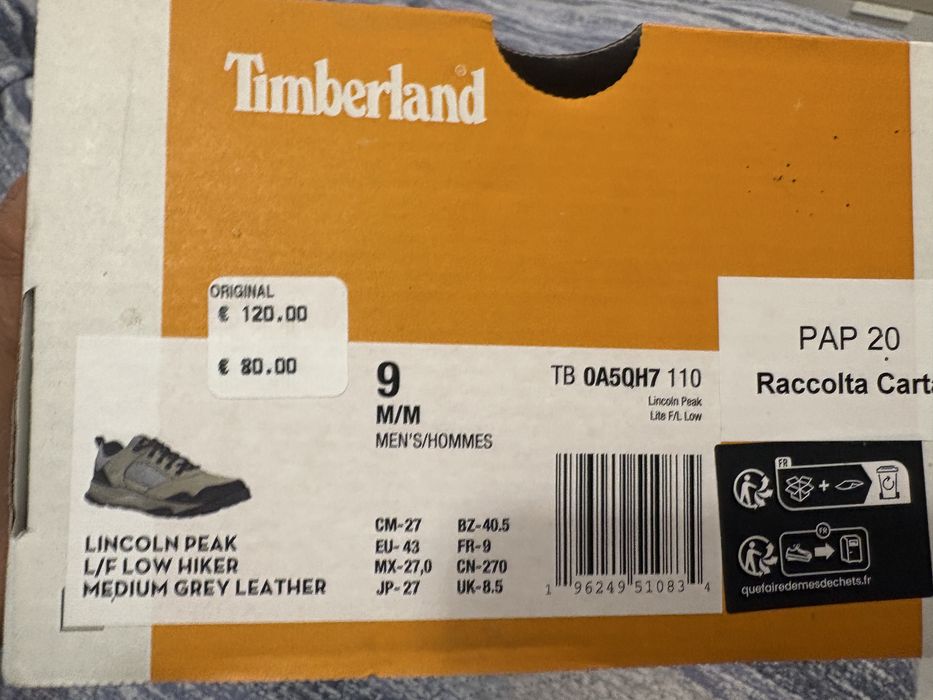 Timberland®
ORIGINAL
€ 120.00
€ 80.00
9
M/M
MEN'S/HOMMES
TB 0A5QH7 110
Lincoln Peak
Lite F/L Low
PAP 20
Raccolta Carta
LINCOLN PEAK
L/F LOW HIKER
MEDIUM GREY LEATHER
CM-27 BZ-40.5
EU-43 FR-9
MX-27,0 CN-270
JP-27 UK-8.5
1 96249 51083 4
FR
+
FR
quefairedemesdechets.fr